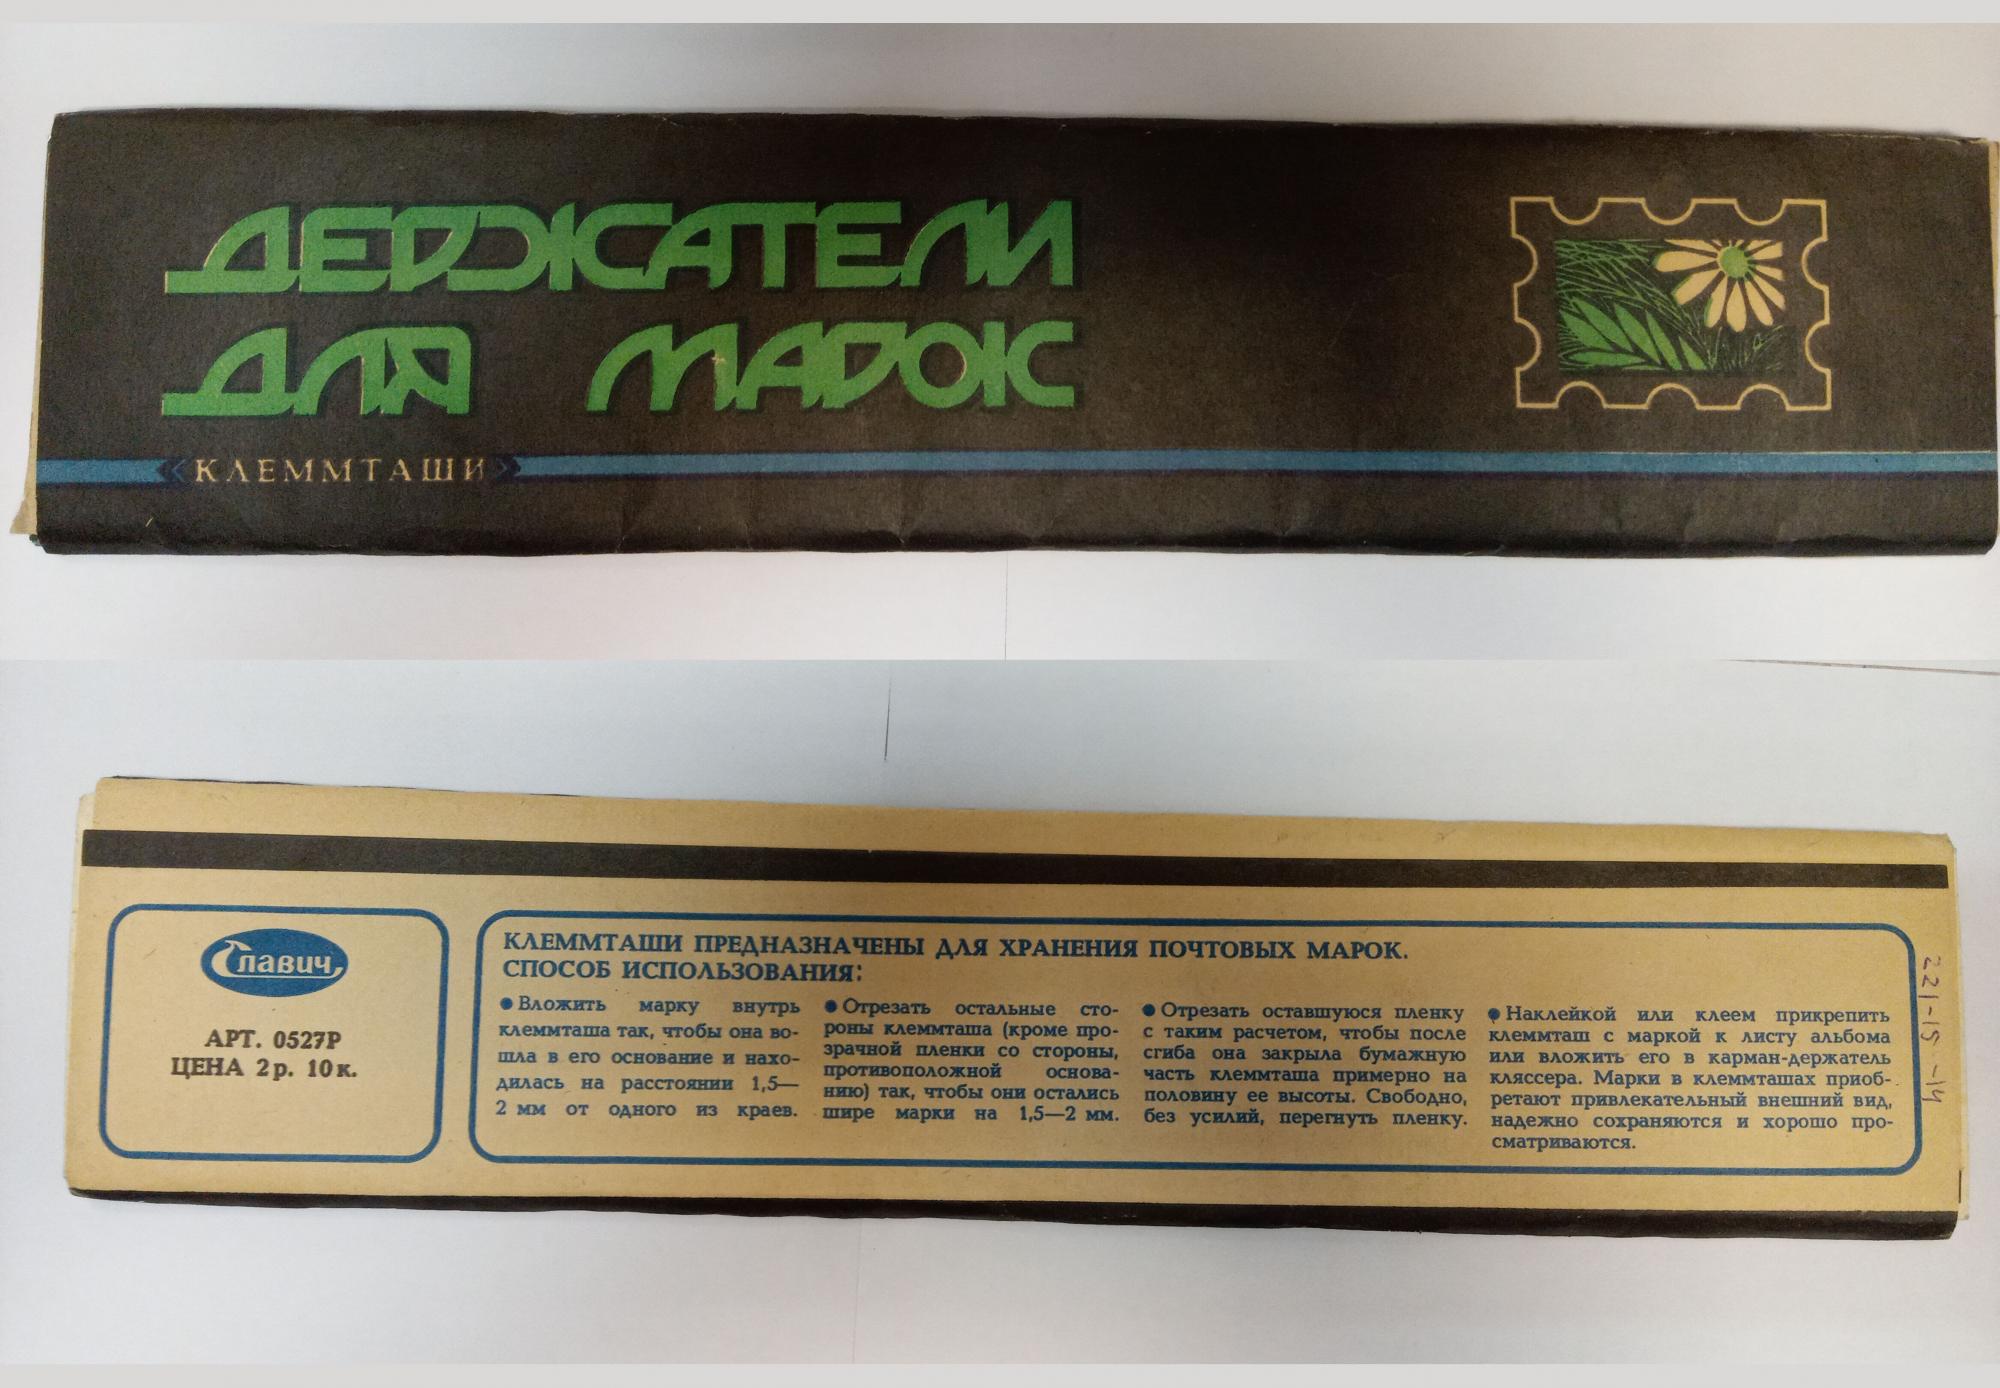 ДЕРЖАТЕЛИ
ДЛЯ МАРОК
КЛЕММТАШИ
Славич
АРТ. 0527Р
ЦЕНА 2 р. 10 к.
КЛЕММТАШИ ПРЕДНАЗНАЧЕНЫ ДЛЯ ХРАНЕНИЯ ПОЧТОВЫХ МАРОК.
СПОСОБ ИСПОЛЬЗОВАНИЯ:
● Вложить марку внутрь
клеммташа так, чтобы она во-
шла в его основание и нахо-
дилась на расстоянии 1,5—
2 мм от одного из краев.
● Отрезать остальные сто-
роны клеммташа (кроме про-
зрачной пленки со стороны,
противоположной основа-
нию) так, чтобы они остались
шире марки на 1,5—2 мм.
● Отрезать оставшуюся пленку
с таким расчетом, чтобы после
сгиба она закрыла бумажную
часть клеммташа примерно на
половину ее высоты. Свободно,
без усилий, перегнуть пленку.
● Наклейкой или клеем прикрепить
клеммташ с маркой к листу альбома
или вложить его в карман-держатель
кляссера. Марки в клеммташах приоб-
ретают привлекательный внешний вид,
надежно сохраняются и хорошо про-
сматриваются.
221-15-14